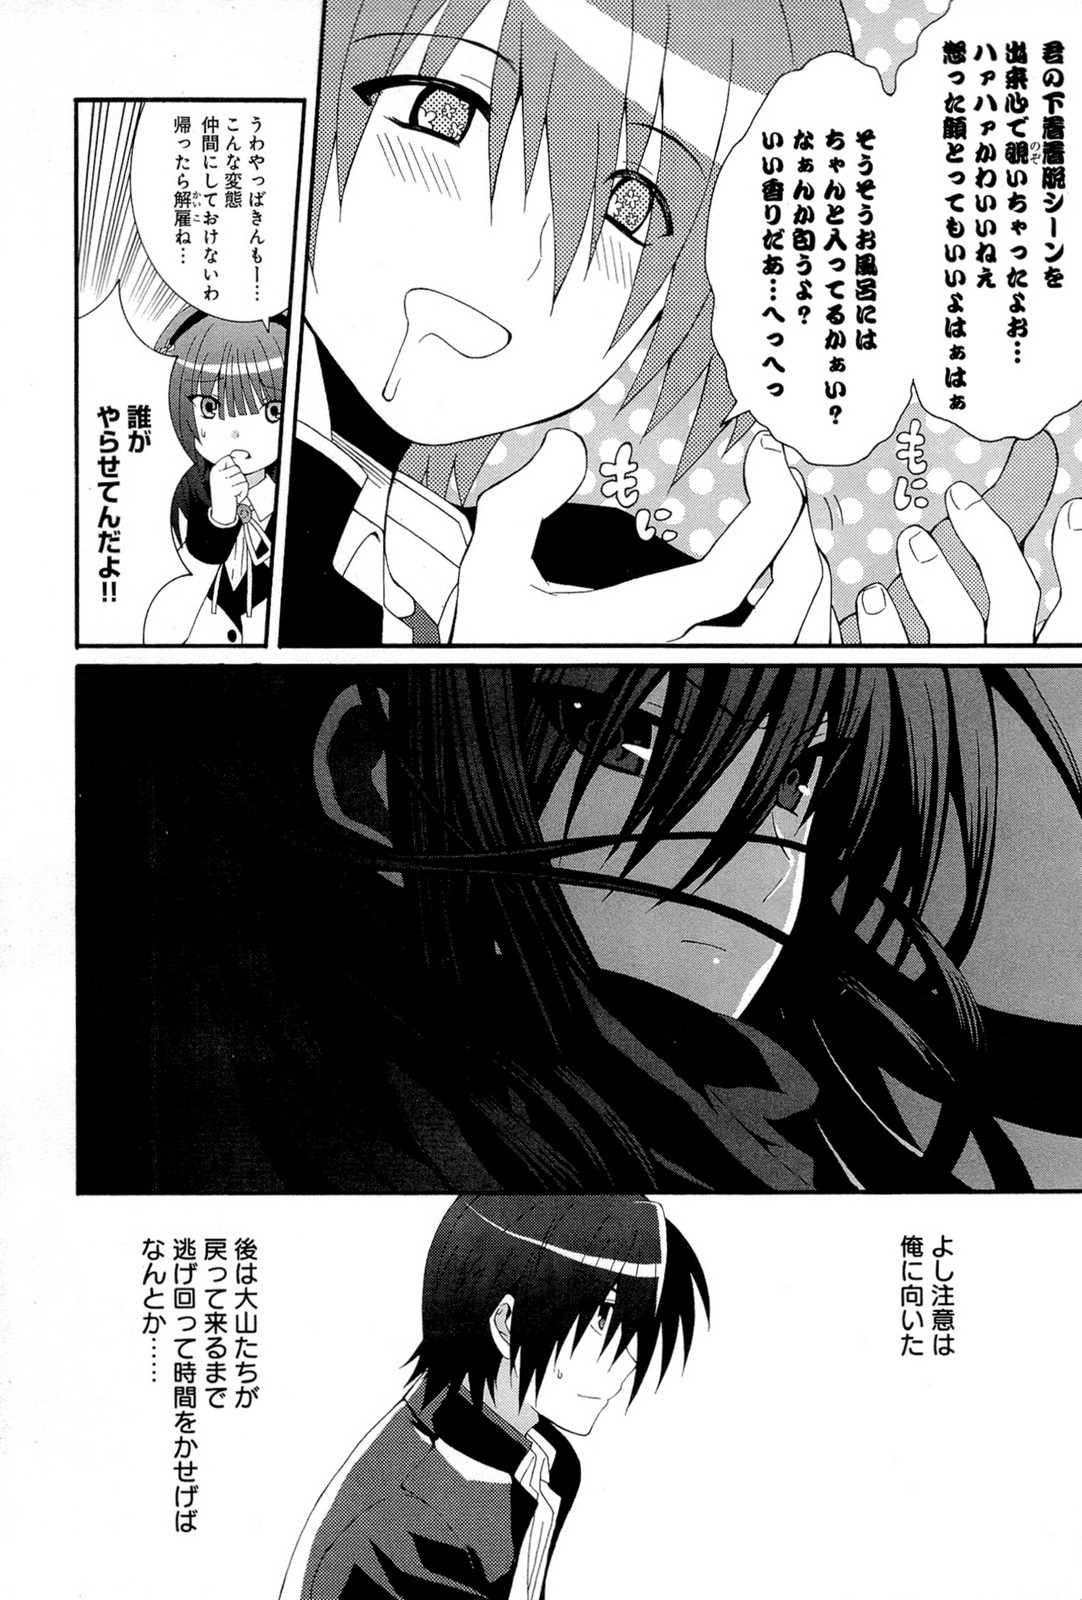 君の下着着脱シーンを
出来心で覗いちゃったよお…
ハァハァかわいいねえ
怒った顔とってもいいよはぁはぁ
そうそうお風呂には
ちゃんと入ってるかぁい?
なぁんか匂うよ?
いい香りだあ…へっへっ
もにに
もに
うわやっぱきんもー…
こんな変態
仲間にしておけないわ
帰ったら解雇ね…
誰が
やらせてんだよ!!
よし注意は
俺に向いた
後は大山たちが
戻って来るまで
逃げ回って時間をかせげば
なんとか……